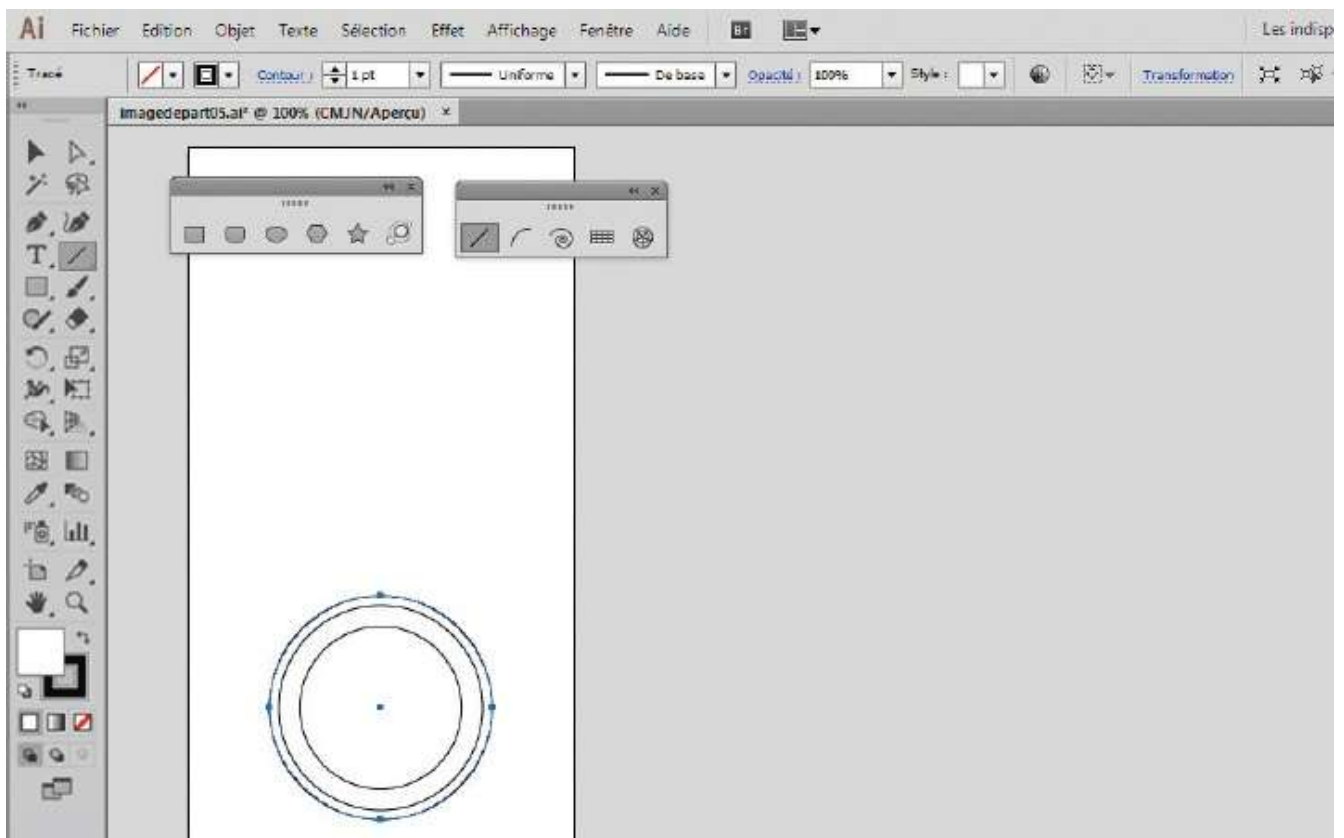 Ai Fichier Edition Objet Texte Sélection Effet Affichage Fenêtre Aide Br Les indisp
Tracé Contour : 1 pt Uniforme De base Opacité : 100% Style : Transformation
imagedepart05.ai* @ 100% (CMJN/Aperçu) ×